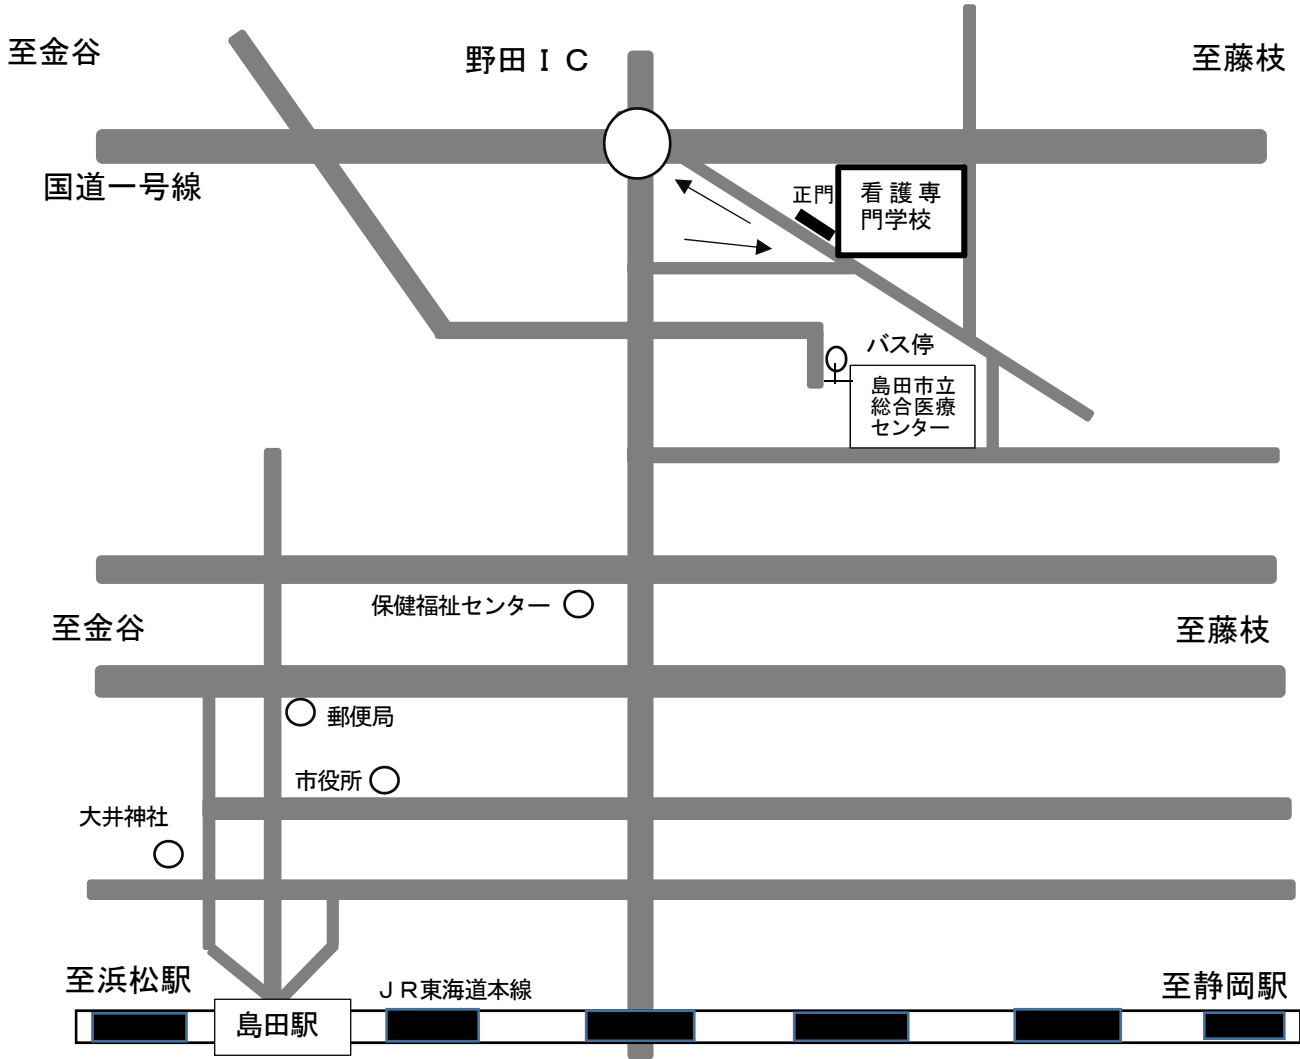 至金谷
野田ＩＣ
至藤枝
国道一号線
正門
看護専
門学校
バス停
島田市立
総合医療
センター
保健福祉センター
至金谷
至藤枝
郵便局
市役所
大井神社
至浜松駅
ＪＲ東海道本線
至静岡駅
島田駅